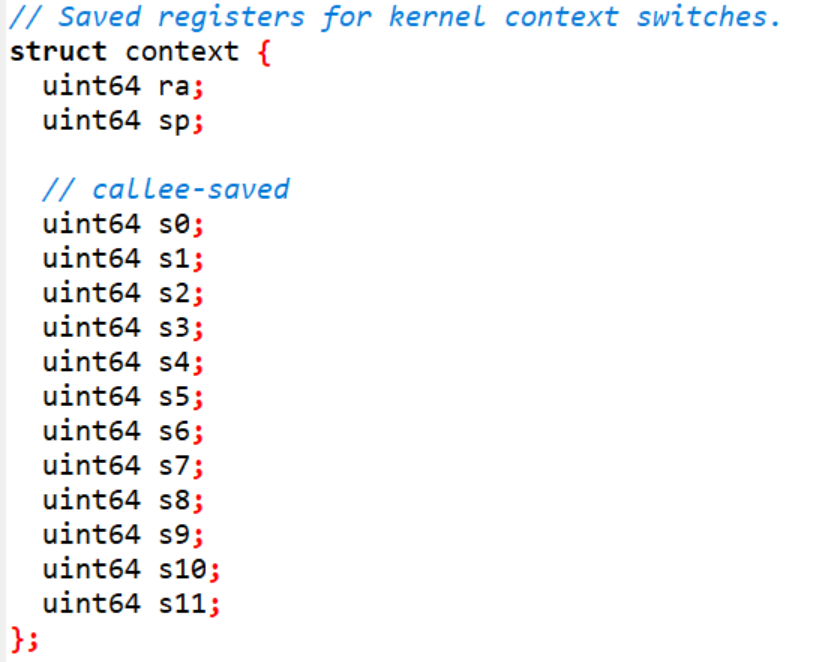 // Saved registers for kernel context switches.
struct context {
  uint64 ra;
  uint64 sp;

  // callee-saved
  uint64 s0;
  uint64 s1;
  uint64 s2;
  uint64 s3;
  uint64 s4;
  uint64 s5;
  uint64 s6;
  uint64 s7;
  uint64 s8;
  uint64 s9;
  uint64 s10;
  uint64 s11;
};